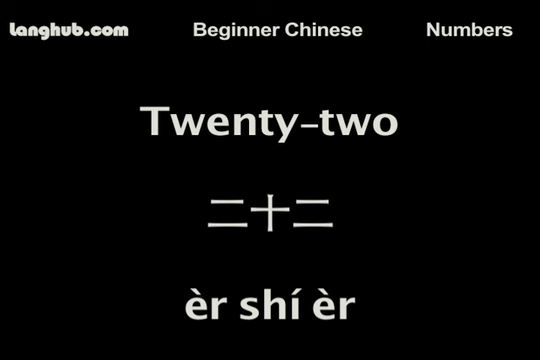 Langhub.com Beginner Chinese Numbers
Twenty-two
二十二
èr shí èr